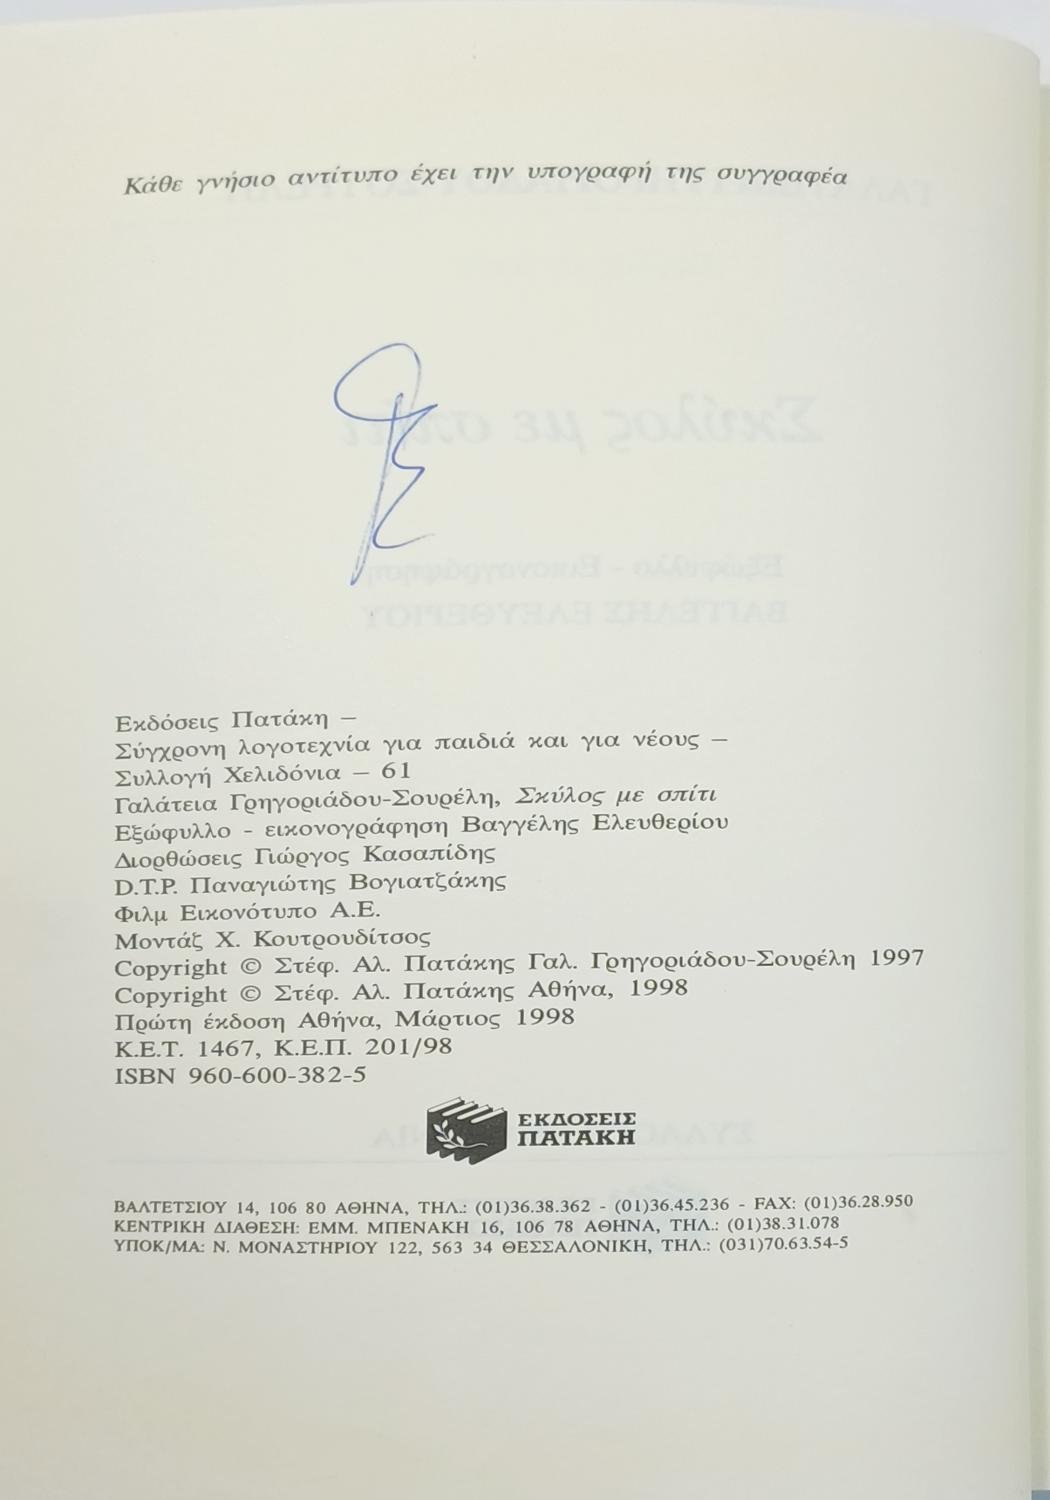 Κάθε γνήσιο αντίτυπο έχει την υπογραφή της συγγραφέα
Εκδόσεις Πατάκη –
Σύγχρονη λογοτεχνία για παιδιά και για νέους –
Συλλογή Χελιδόνια – 61
Γαλάτεια Γρηγοριάδου-Σουρέλη, Σκύλος με σπίτι
Εξώφυλλο - εικονογράφηση Βαγγέλης Ελευθερίου
Διορθώσεις Γιώργος Κασαπίδης
D.T.P. Παναγιώτης Βογιατζάκης
Φιλμ Εικονότυπο Α.Ε.
Μοντάζ Χ. Κουτρουδίτσος
Copyright © Στέφ. Αλ. Πατάκης Γαλ. Γρηγοριάδου-Σουρέλη 1997
Copyright © Στέφ. Αλ. Πατάκης Αθήνα, 1998
Πρώτη έκδοση Αθήνα, Μάρτιος 1998
Κ.Ε.Τ. 1467, Κ.Ε.Π. 201/98
ISBN 960-600-382-5
ΕΚΔΟΣΕΙΣ
ΠΑΤΑΚΗ
ΒΑΛΤΕΤΣΙΟΥ 14, 106 80 ΑΘΗΝΑ, ΤΗΛ.: (01)36.38.362 - (01)36.45.236 - FAX: (01)36.28.950
ΚΕΝΤΡΙΚΗ ΔΙΑΘΕΣΗ: ΕΜΜ. ΜΠΕΝΑΚΗ 16, 106 78 ΑΘΗΝΑ, ΤΗΛ.: (01)38.31.078
ΥΠΟΚ/ΜΑ: Ν. ΜΟΝΑΣΤΗΡΙΟΥ 122, 563 34 ΘΕΣΣΑΛΟΝΙΚΗ, ΤΗΛ.: (031)70.63.54-5